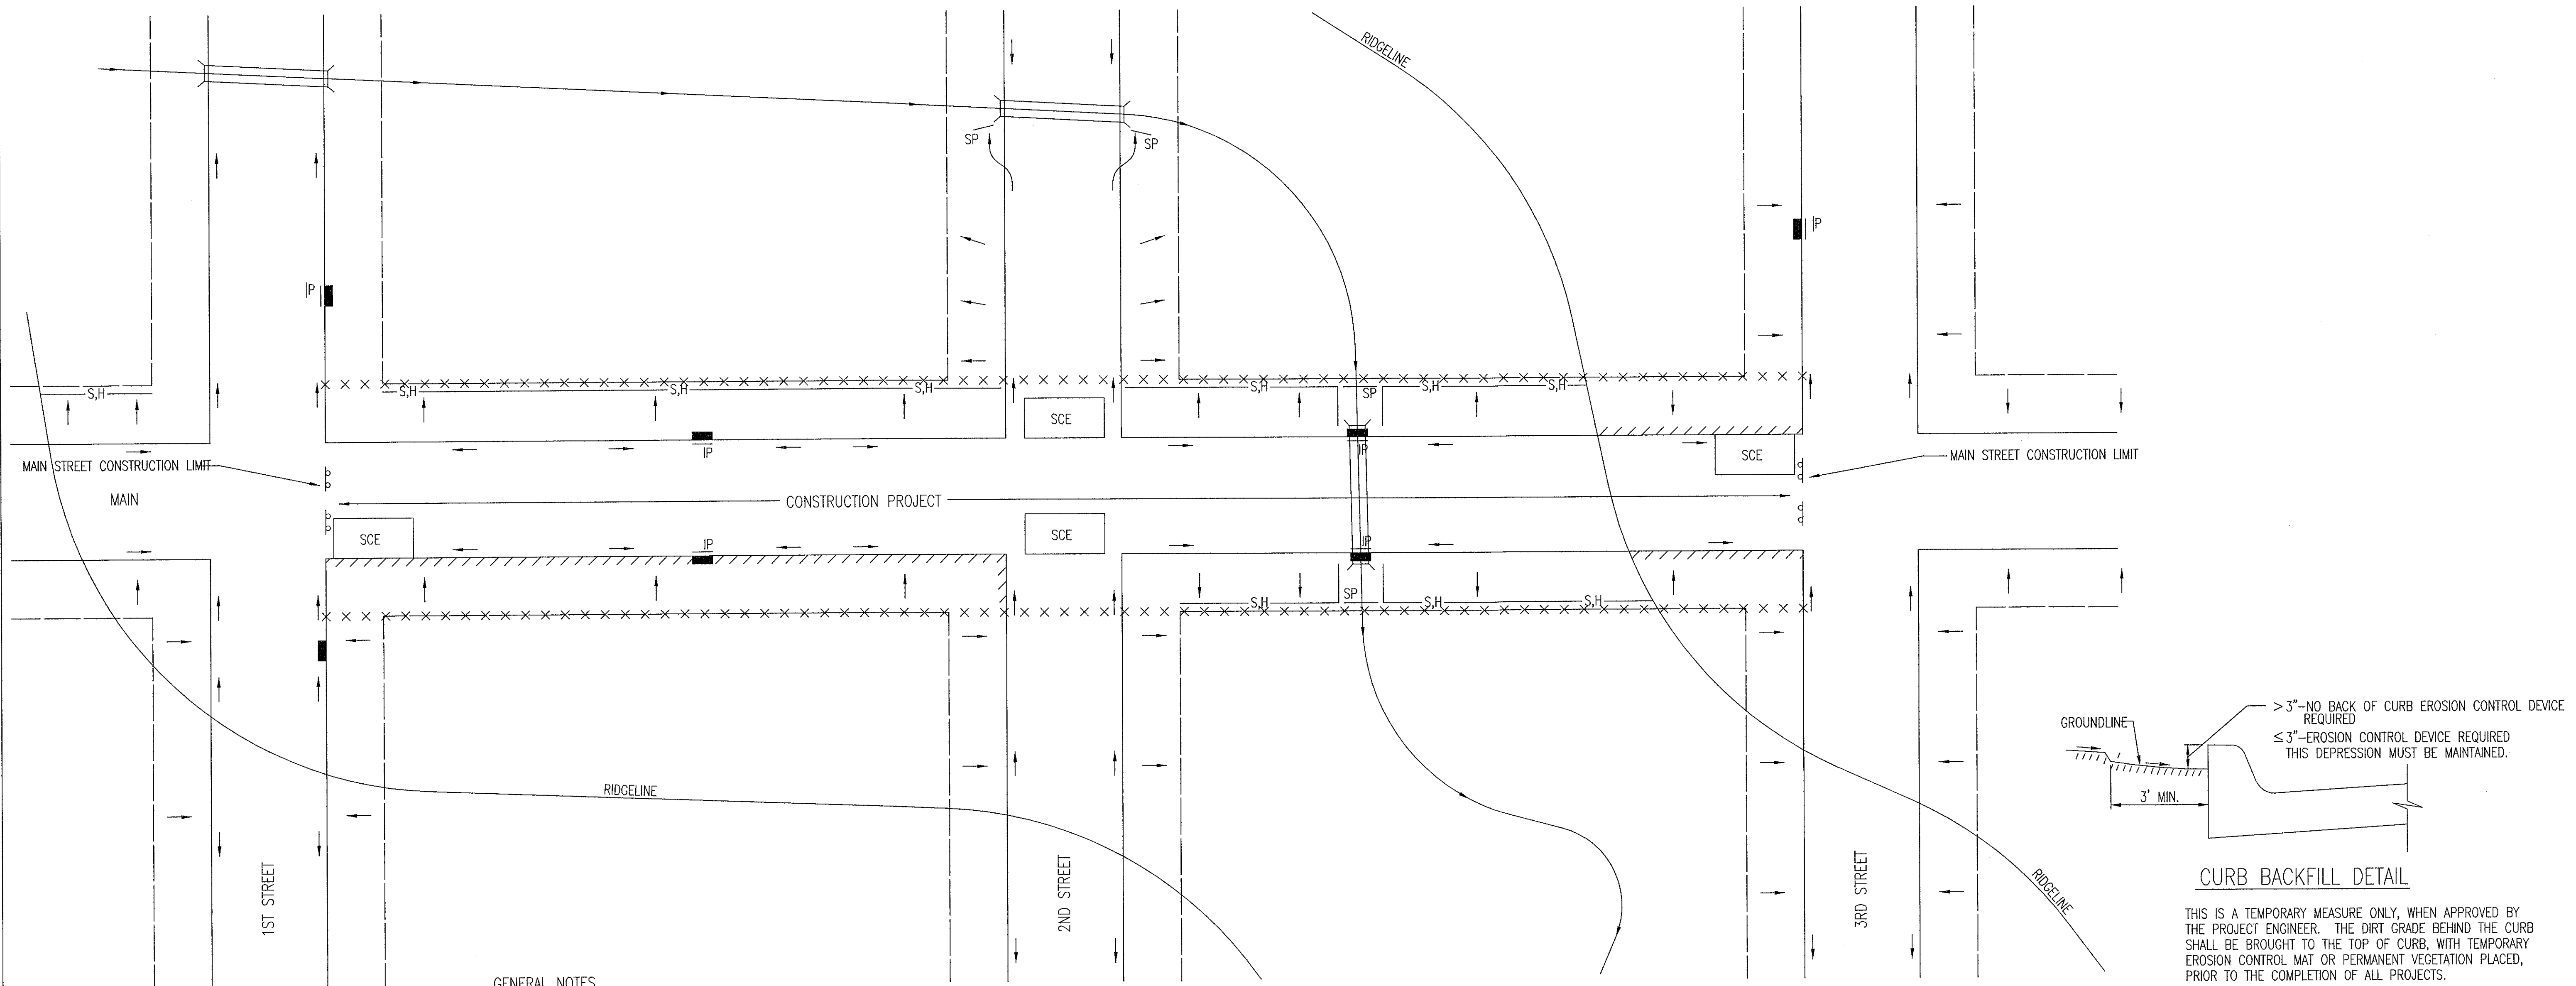 RIDGELINE
SP
SP
IP
IP
S,H
S,H
S,H
S,H
S,H
SP
S,H
S,H
SCE
MAIN STREET CONSTRUCTION LIMIT
IP
IP
SCE
MAIN STREET CONSTRUCTION LIMIT
MAIN
CONSTRUCTION PROJECT
SCE
SCE
IP
IP
S,H
SP
S,H
S,H
RIDGELINE
1ST STREET
2ND STREET
3RD STREET
RIDGELINE
GROUNDLINE
> 3"-NO BACK OF CURB EROSION CONTROL DEVICE
REQUIRED
≤ 3"-EROSION CONTROL DEVICE REQUIRED
THIS DEPRESSION MUST BE MAINTAINED.
3' MIN.
CURB BACKFILL DETAIL
THIS IS A TEMPORARY MEASURE ONLY, WHEN APPROVED BY
THE PROJECT ENGINEER. THE DIRT GRADE BEHIND THE CURB
SHALL BE BROUGHT TO THE TOP OF CURB, WITH TEMPORARY
EROSION CONTROL MAT OR PERMANENT VEGETATION PLACED,
PRIOR TO THE COMPLETION OF ALL PROJECTS.
GENERAL NOTES